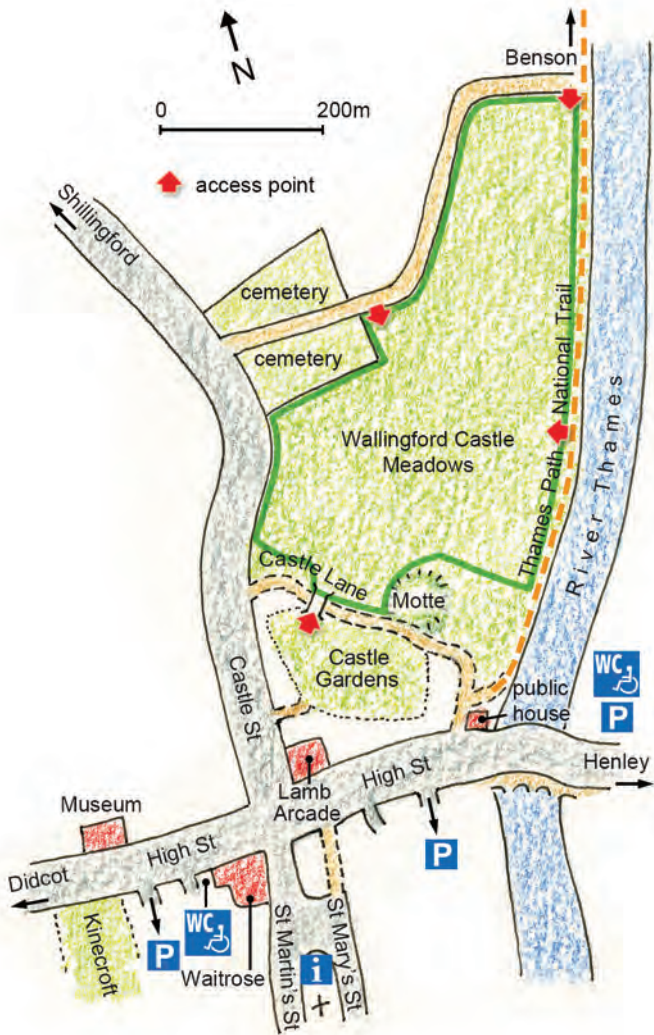 Benson
N
0 200m
access point
Shillingford
cemetery
cemetery
Wallingford Castle
Meadows
Thames Path National Trail
River Thames
Castle Lane
Motte
Castle
Gardens
Castle St
public
house
WC
P
Henley
Lamb
Arcade
High St
Museum
High St
Didcot
P
Kinecroft
P
WC
Waitrose
St Martin's St
i
St Mary's St